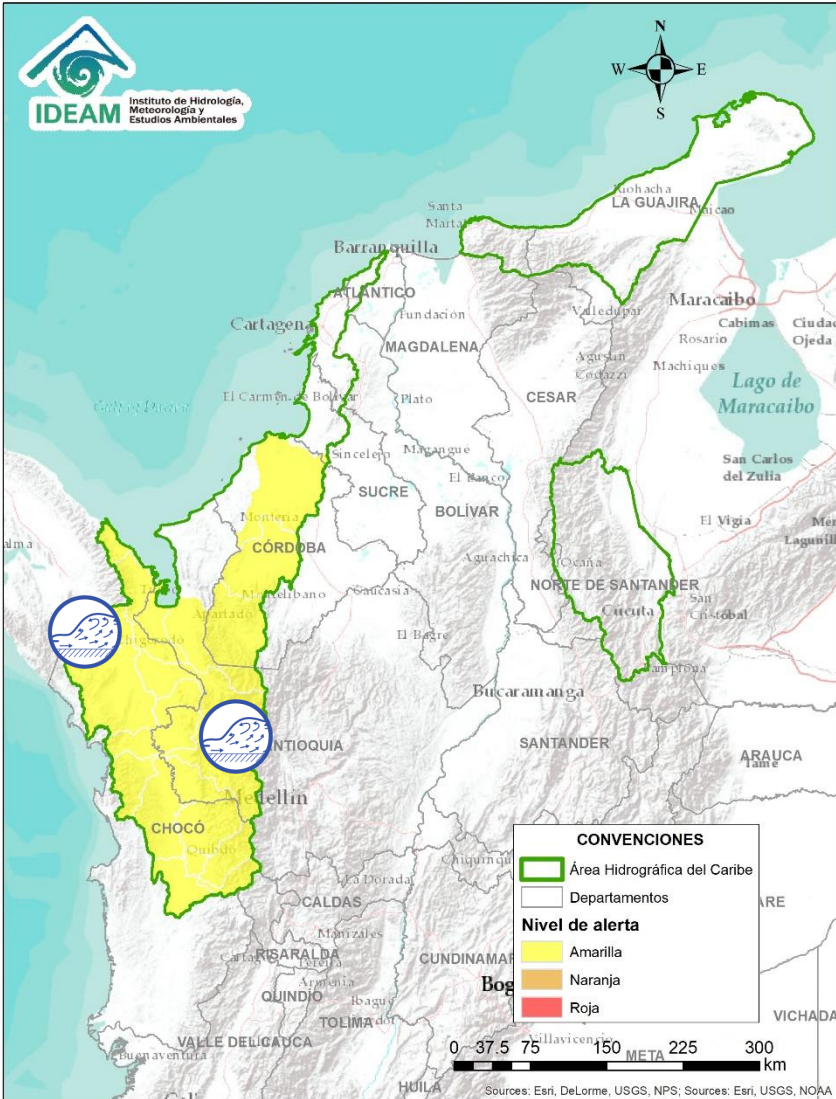 IDEAM
Instituto de Hidrología,
Meteorología y
Estudios Ambientales
N
W
E
S
LA GUAJIRA
Maicao
Santa
Marta
Barranquilla
ATLÁNTICO
Maracaibo
Fundación
Valledupar
Cabimas
Ciudad
Ojeda
Cartagena
Rosario
MAGDALENA
Machiques
Agustín
Codazzi
Lago de
Maracaibo
CESAR
El Carmen de Bolívar
Plato
Sincelejo
Magangue
San Carlos
del Zulia
El Banco
SUCRE
BOLÍVAR
El Vigía
Montería
CÓRDOBA
Aguachica
Ocaña
NORTE DE SANTANDER
Apartadó
Montelibano
Caucasia
San
Cristóbal
Cucuta
El Bagre
Pamplona
Bucaramanga
ANTIOQUIA
SANTANDER
ARAUCA
Tame
Medellín
CHOCÓ
Quibdó
La Dorada
CALDAS
Manizales
RISARALDA
Pereira
Armenia
QUINDÍO
Ibagué
TOLIMA
VALLE DEL CAUCA
Buenaventura
HUILA
META
Villavicencio
VICHADA
CONVENCIONES
Área Hidrográfica del Caribe
Departamentos
Nivel de alerta
Amarilla
Naranja
Roja
0 37.5 75 150 225 300
km
Sources: Esri, DeLorme, USGS, NPS; Sources: Esri, USGS, NOAA